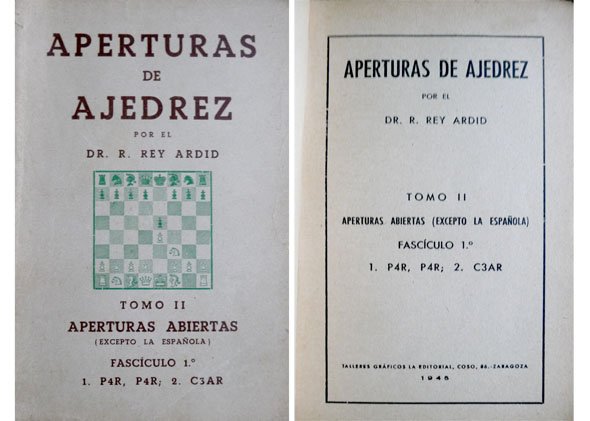 APERTURAS
DE
AJEDREZ
POR EL
DR. R. REY ARDID
TOMO II
APERTURAS ABIERTAS
(EXCEPTO LA ESPAÑOLA)
FASCÍCULO 1.º
1. P4R, P4R; 2. C3AR
APERTURAS DE AJEDREZ
POR EL
DR. R. REY ARDID
TOMO II
APERTURAS ABIERTAS (EXCEPTO LA ESPAÑOLA)
FASCÍCULO 1.º
1. P4R, P4R; 2. C3AR
TALLERES GRÁFICOS LA EDITORIAL, COSO, 86.-ZARAGOZA
1945